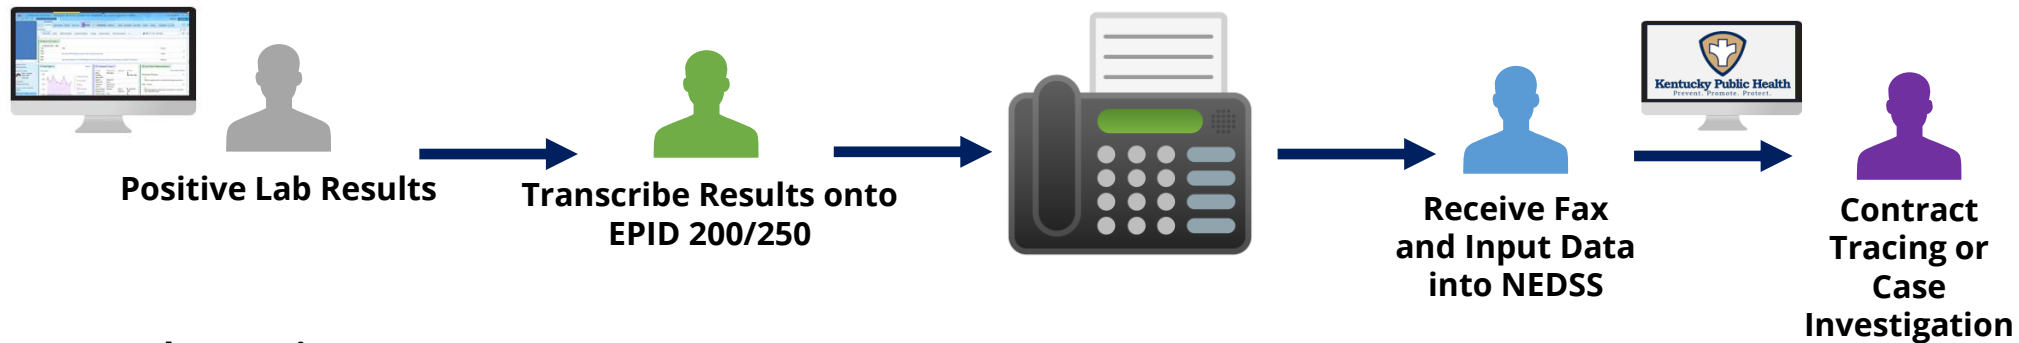 Kentucky Public Health
Prevent. Promote. Protect.
Positive Lab Results
Transcribe Results onto
EPID 200/250
Receive Fax
and Input Data
into NEDSS
Contract
Tracing or
Case
Investigation